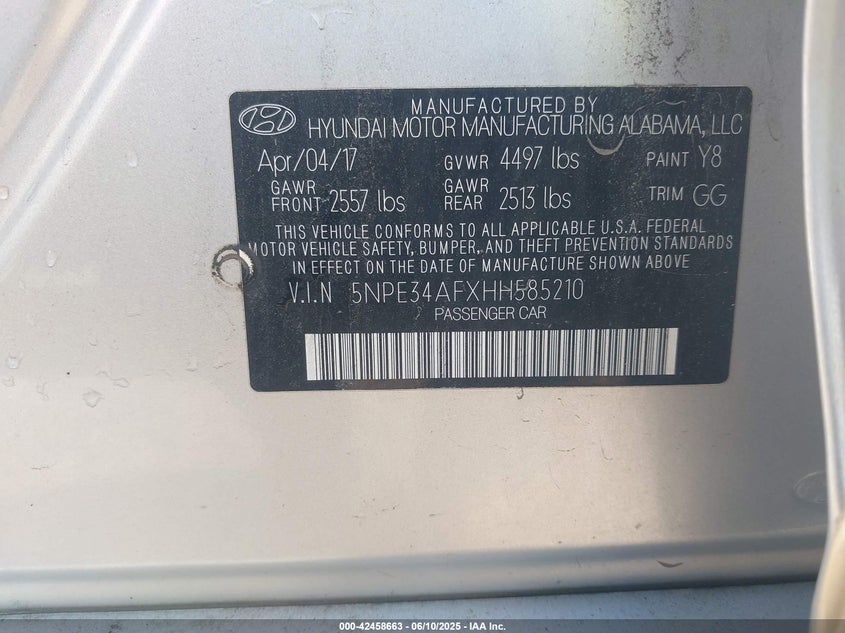 MANUFACTURED BY
HYUNDAI MOTOR MANUFACTURING ALABAMA, LLC
Apr/04/17 GVWR 4497 lbs PAINT Y8
GAWR FRONT 2557 lbs GAWR REAR 2513 lbs TRIM GG
THIS VEHICLE CONFORMS TO ALL APPLICABLE U.S.A. FEDERAL
MOTOR VEHICLE SAFETY, BUMPER, AND THEFT PREVENTION STANDARDS
IN EFFECT ON THE DATE OF MANUFACTURE SHOWN ABOVE.
V.I.N 5NPE34AFXHH585210
PASSENGER CAR
000-42458663 - 06/10/2025 - IAA Inc.